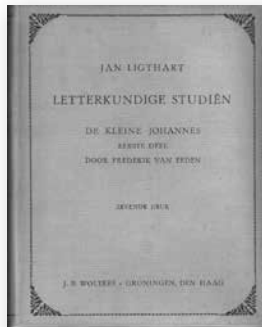 JAN LIGTHART
LETTERKUNDIGE STUDIËN
DE KLEINE JOHANNES
EERSTE DEEL
DOOR FREDERIK VAN EEDEN
ZEVENDE DRUK
J. B. WOLTERS - GRONINGEN, DEN HAAG